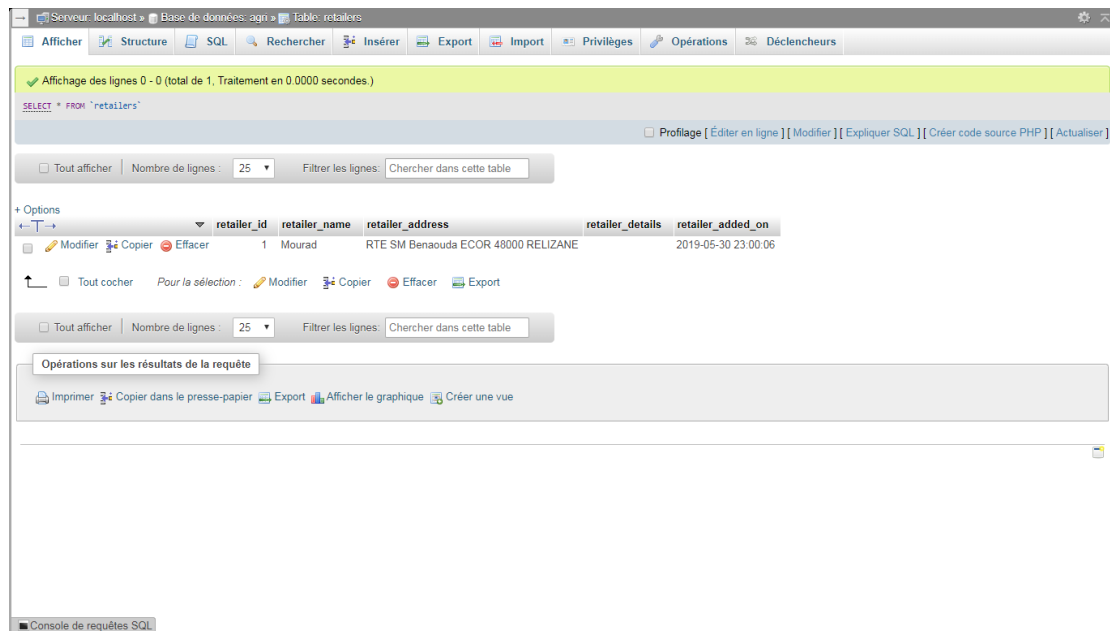 Serveur: localhost » Base de données: agri » Table: retailers
Afficher Structure SQL Rechercher Insérer Export Import Privilèges Opérations Déclencheurs
Affichage des lignes 0 - 0 (total de 1, Traitement en 0.0000 secondes.)
SELECT * FROM `retailers`
Profilage [ Éditer en ligne ] [ Modifier ] [ Expliquer SQL ] [ Créer code source PHP ] [ Actualiser ]
Tout afficher Nombre de lignes : 25 Filtrer les lignes: Chercher dans cette table
+ Options
←T→ retailer_id retailer_name retailer_address retailer_details retailer_added_on
Modifier Copier Effacer 1 Mourad RTE SM Benaouda ECOR 48000 RELIZANE 2019-05-30 23:00:06
Tout cocher Pour la sélection : Modifier Copier Effacer Export
Tout afficher Nombre de lignes : 25 Filtrer les lignes: Chercher dans cette table
Opérations sur les résultats de la requête
Imprimer Copier dans le presse-papier Export Afficher le graphique Créer une vue
Console de requêtes SQL